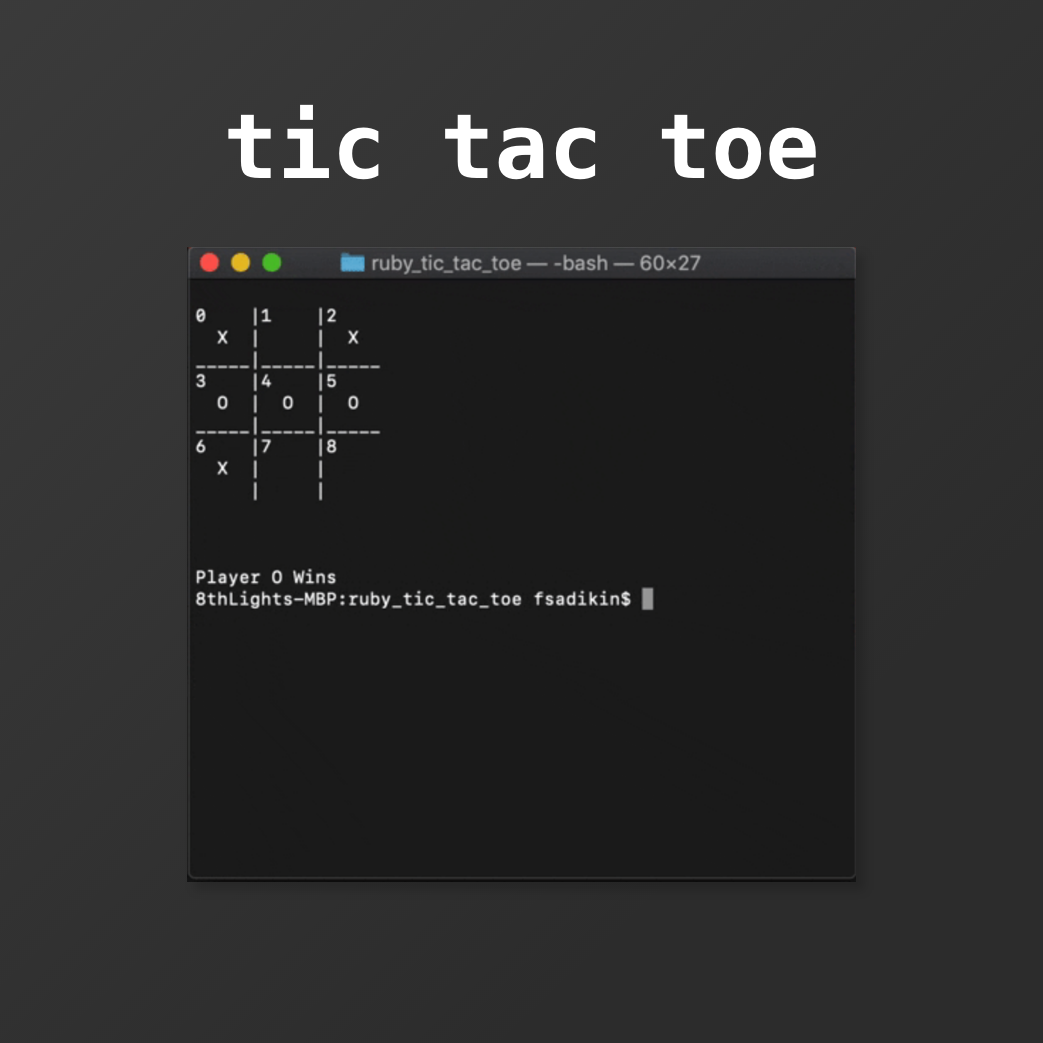 tic tac toe
ruby_tic_tac_toe — -bash — 60×27
0    |1    |2
  X  |     |  X
_____|_____|_____
3    |4    |5
  O  |  O  |  O
_____|_____|_____
6    |7    |8
  X  |     |
     |     |
Player O Wins
8thLights-MBP:ruby_tic_tac_toe fsadikin$